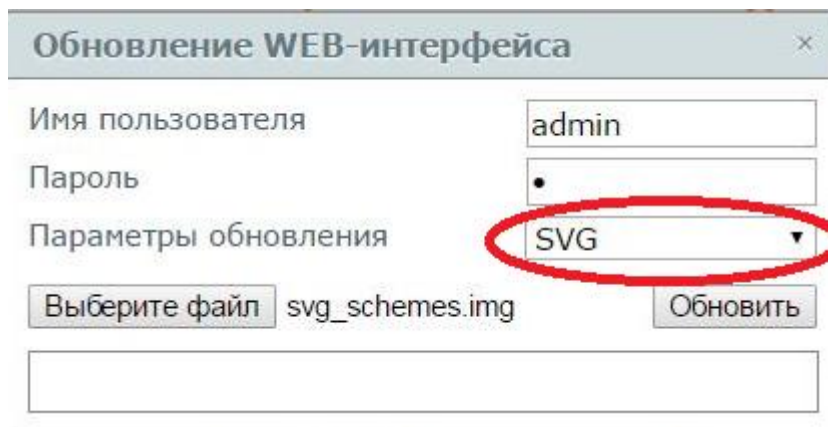 Обновление WEB-интерфейса ×
Имя пользователя admin
Пароль •
Параметры обновления SVG ▼
Выберите файл svg_schemes.img Обновить